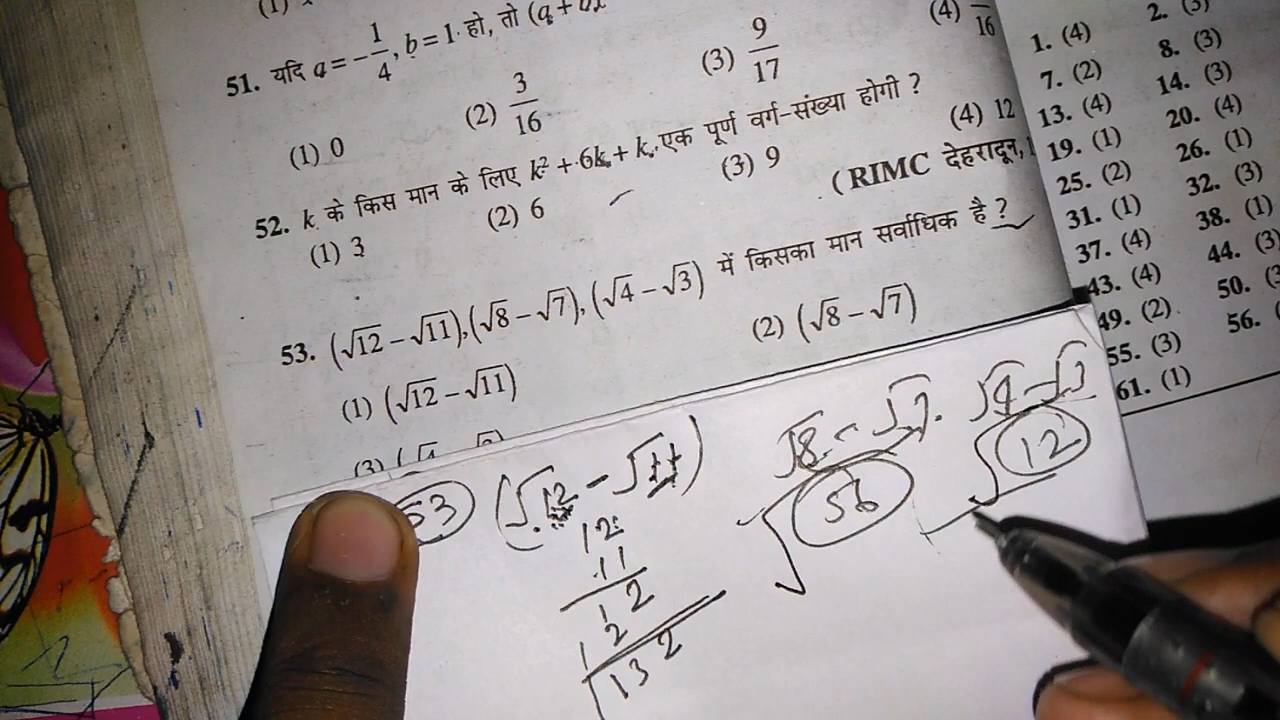 51. यदि a = -1/4, b = 1 हो, तो (a +
(1) 0 (2) 3/16 (3) 9/17 (4) /16
52. k के किस मान के लिए k² + 6k + k एक पूर्ण वर्ग-संख्या होगी ?
(1) 3 (2) 6 (3) 9 (4) 12
(RIMC देहरादून,
53. (√12 − √11), (√8 − √7), (√4 − √3) में किसका मान सर्वाधिक है ?
(1) (√12 − √11) (2) (√8 − √7)
(3)
1. (4) 2. (3)
7. (2) 8. (3)
13. (4) 14. (3)
19. (1) 20. (4)
25. (2) 26. (1)
31. (1) 32. (3)
37. (4) 38. (1)
43. (4) 44. (3)
49. (2) 50.
55. (3) 56.
61. (1)
53 (√12 − √11) √8 − √7. √4 − √3
12
11
12
12
√132
√56
√12